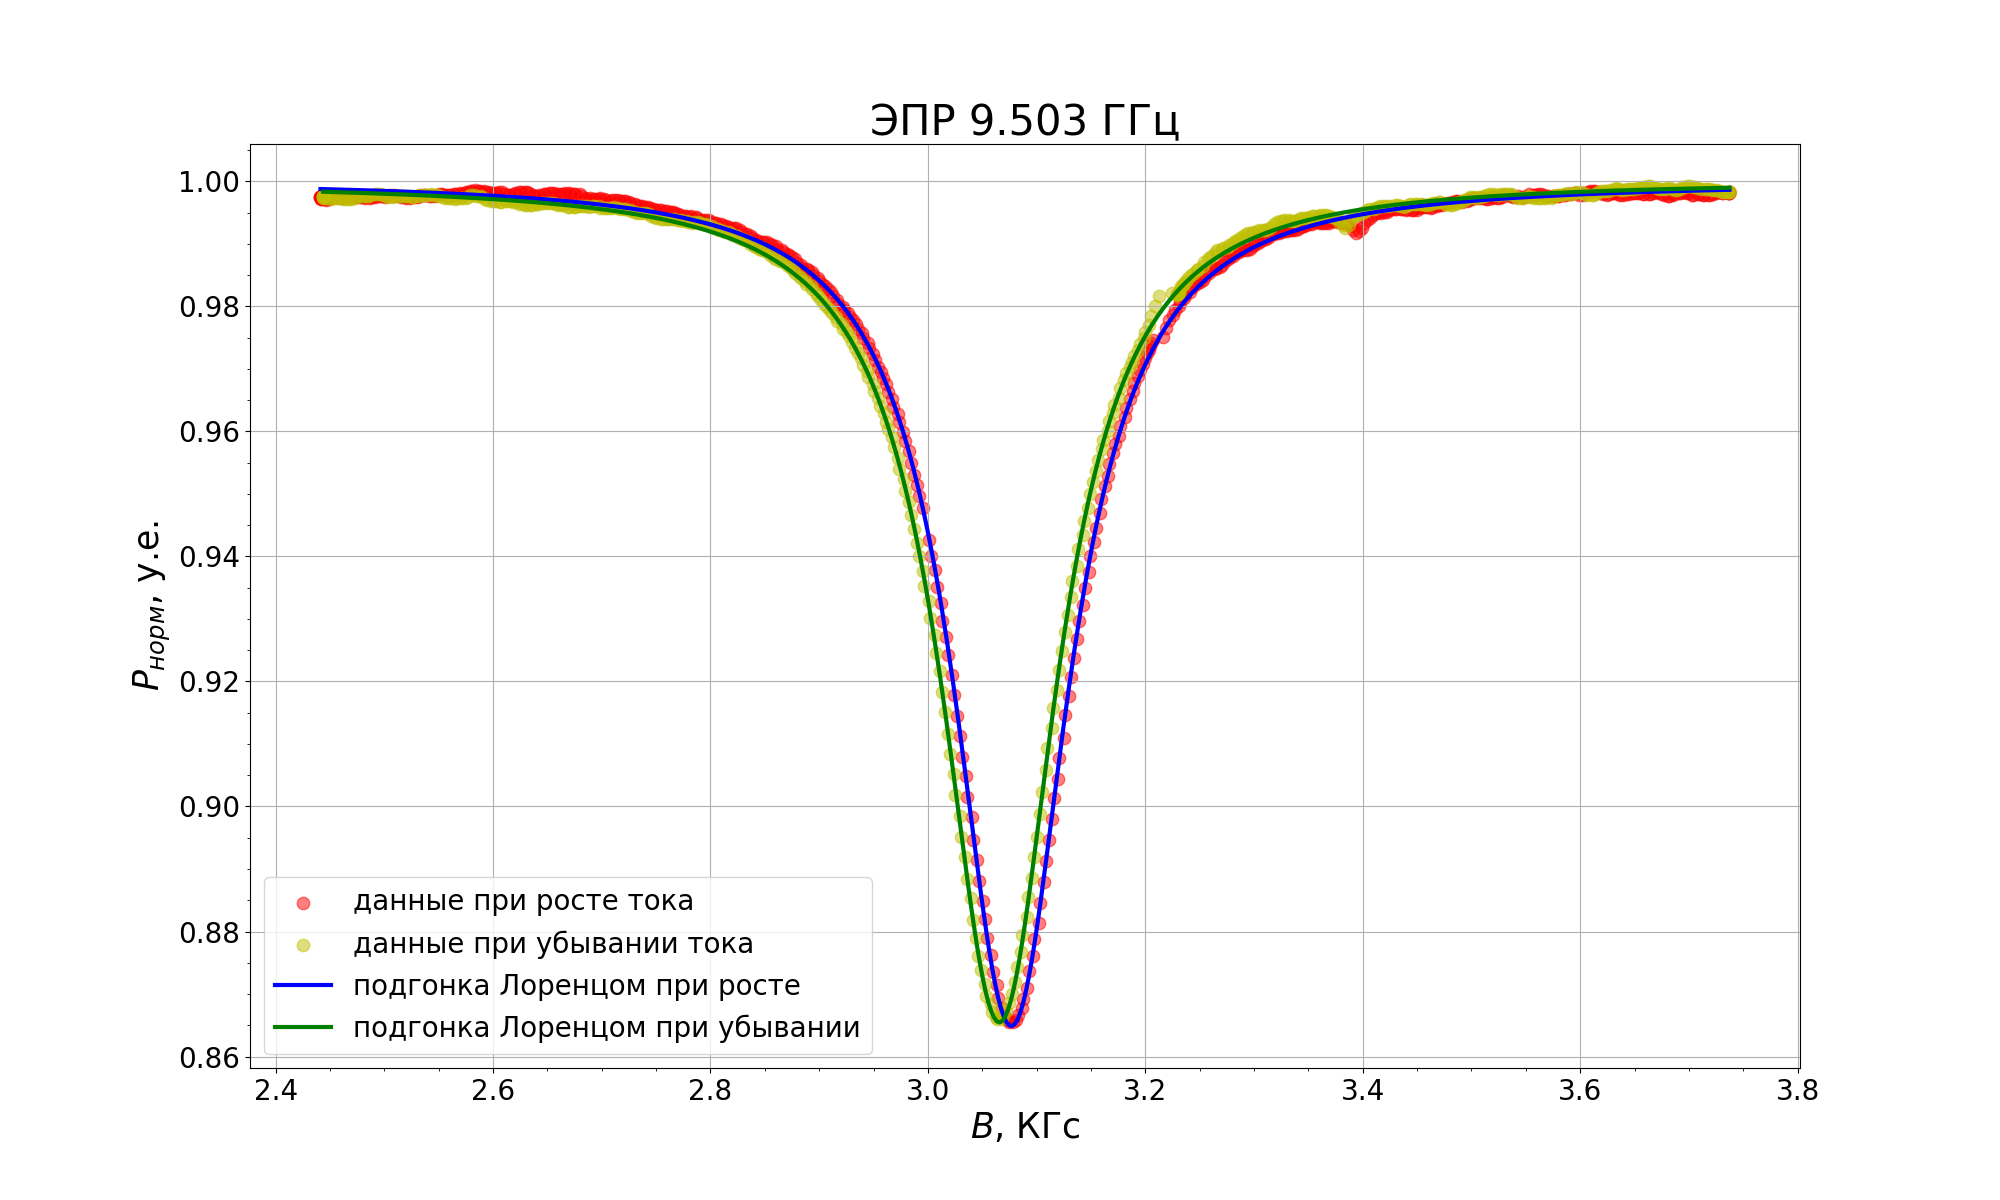 ЭПР 9.503 ГГц
1.00
0.98
0.96
0.94
0.92
0.90
0.88
0.86
P_норм, у.е.
данные при росте тока
данные при убывании тока
подгонка Лоренцом при росте
подгонка Лоренцом при убывании
2.4 2.6 2.8 3.0 3.2 3.4 3.6 3.8
B, КГс